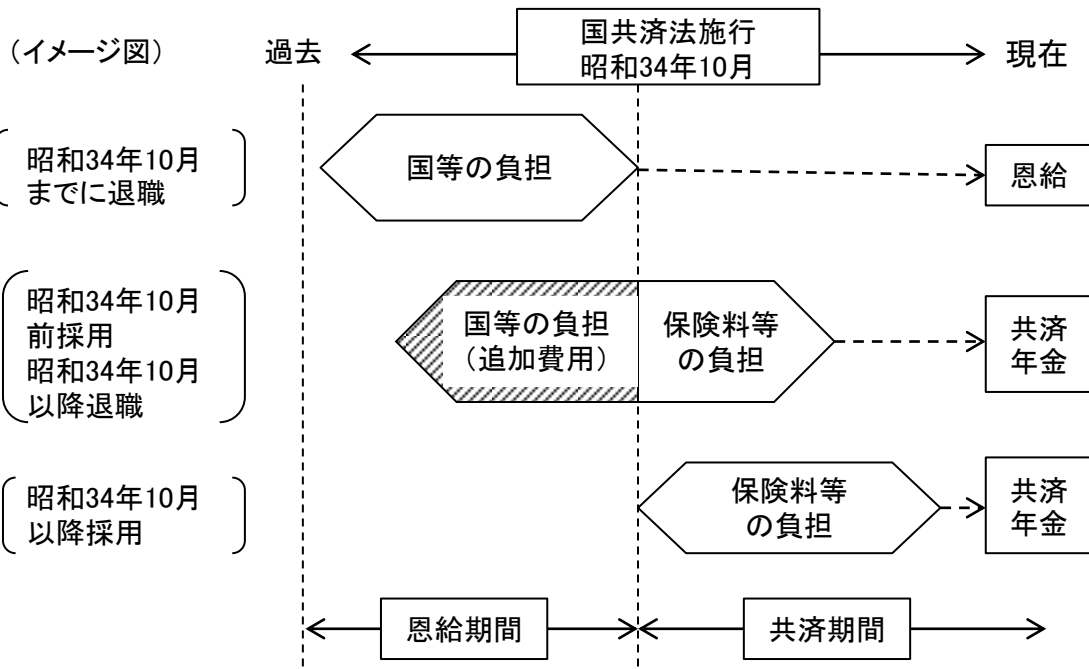 （イメージ図）
過去
国共済法施行
昭和34年10月
現在
昭和34年10月
までに退職
国等の負担
恩給
昭和34年10月
前採用
昭和34年10月
以降退職
国等の負担
（追加費用）
保険料等
の負担
共済
年金
昭和34年10月
以降採用
保険料等
の負担
共済
年金
恩給期間
共済期間